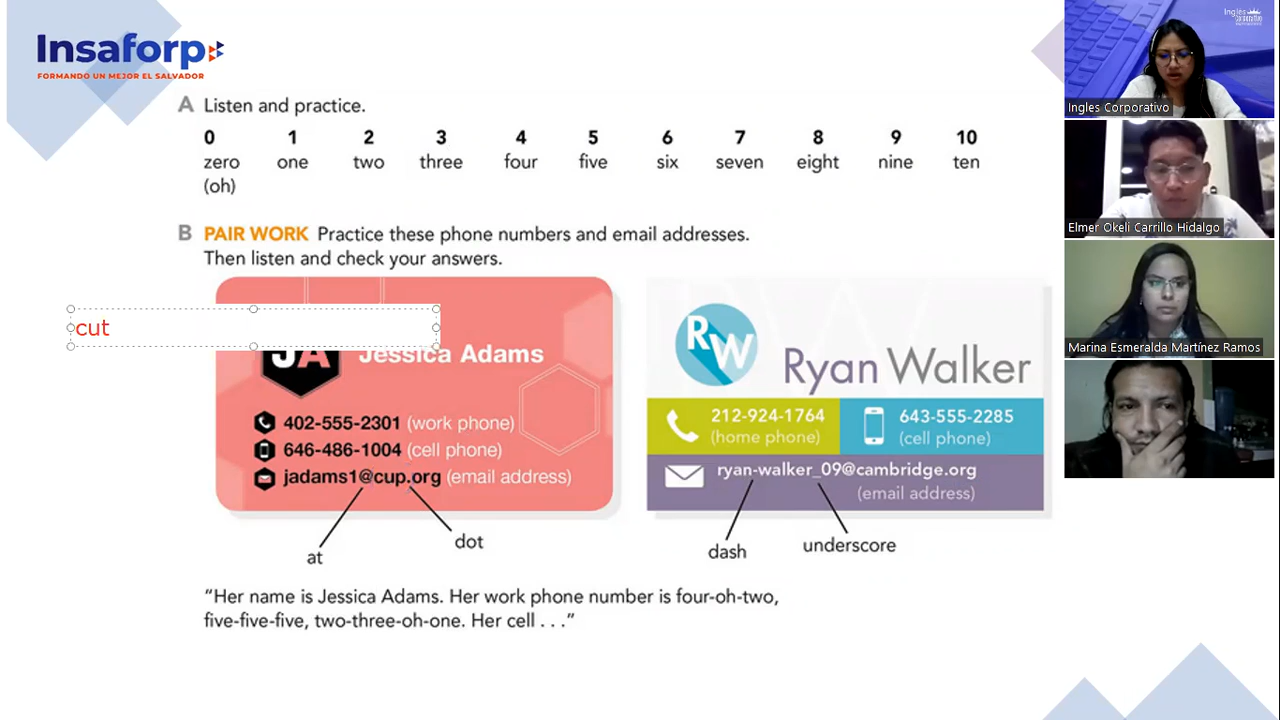 Insaforp
FORMANDO UN MEJOR EL SALVADOR
A Listen and practice.
0 1 2 3 4 5 6 7 8 9 10
zero one two three four five six seven eight nine ten
(oh)
B PAIR WORK Practice these phone numbers and email addresses.
Then listen and check your answers.
cut
JA Jessica Adams
402-555-2301 (work phone)
646-486-1004 (cell phone)
jadams1@cup.org (email address)
at
dot
RW Ryan Walker
212-924-1764
(home phone)
643-555-2285
(cell phone)
ryan-walker_09@cambridge.org
(email address)
dash
underscore
“Her name is Jessica Adams. Her work phone number is four-oh-two,
five-five-five, two-three-oh-one. Her cell . . .”
Inglés
corporativo
Ingles Corporativo
Elmer Okeli Carrillo Hidalgo
Marina Esmeralda Martínez Ramos